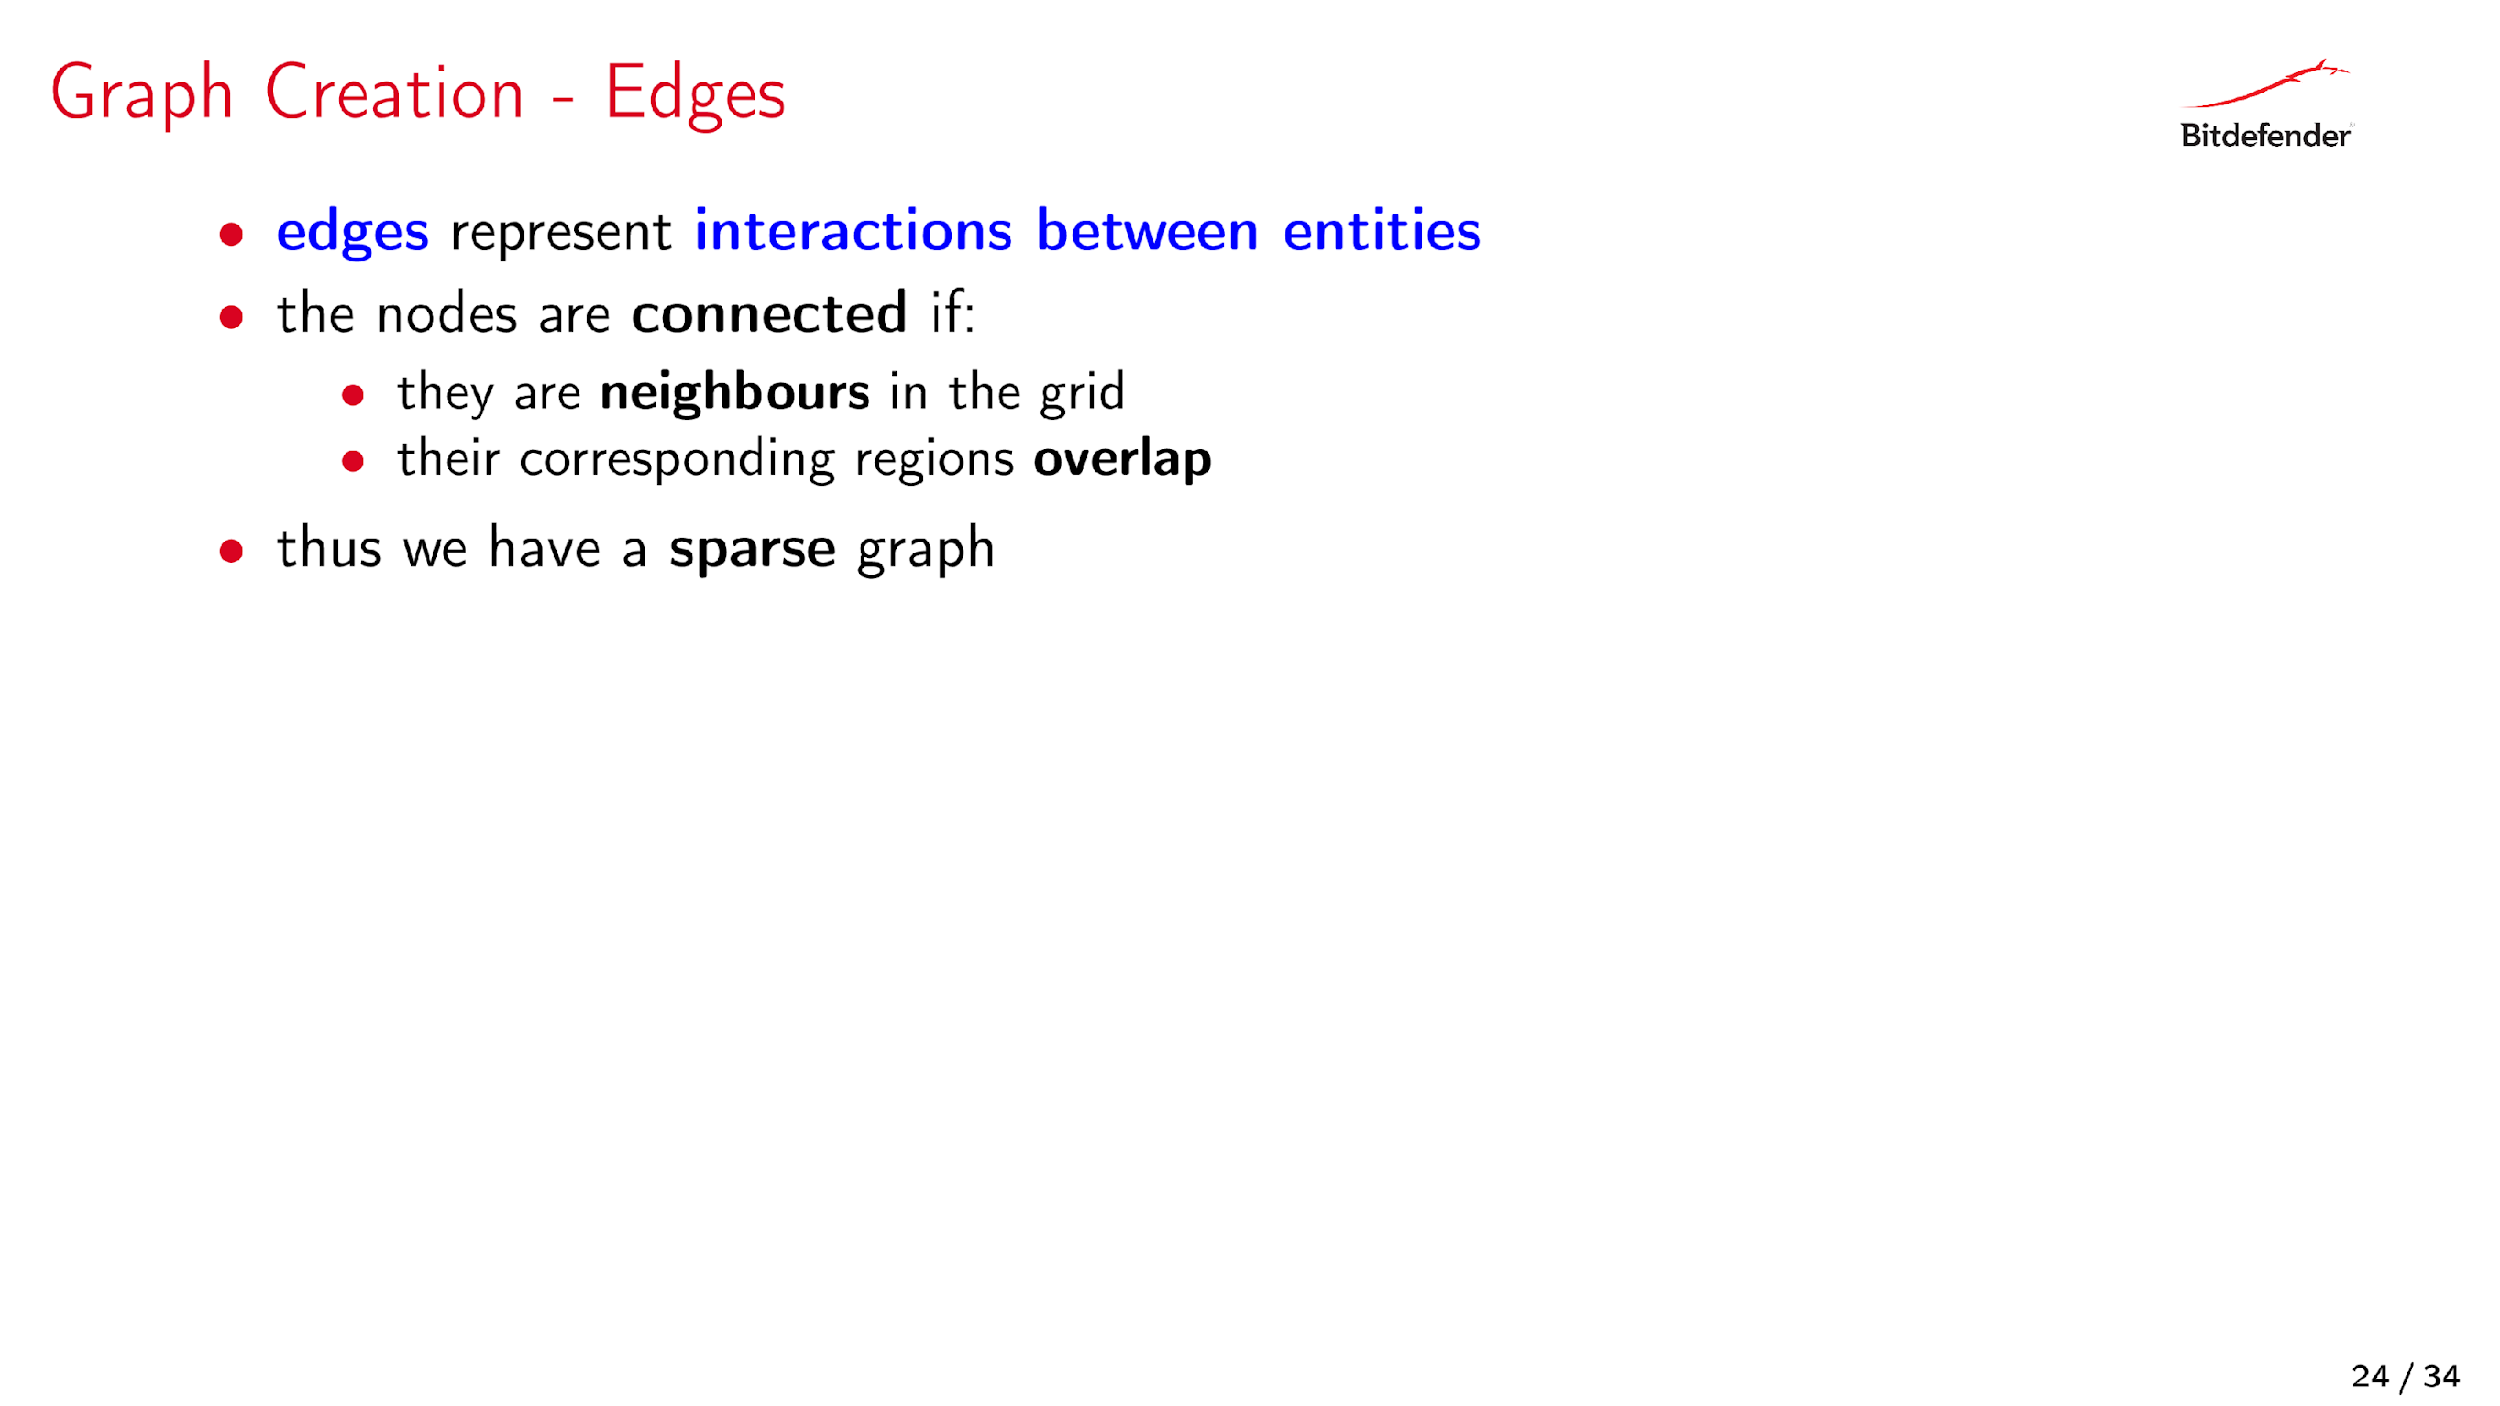 Graph Creation - Edges
Bitdefender
• edges represent interactions between entities
• the nodes are connected if:
• they are neighbours in the grid
• their corresponding regions overlap
• thus we have a sparse graph
24 / 34